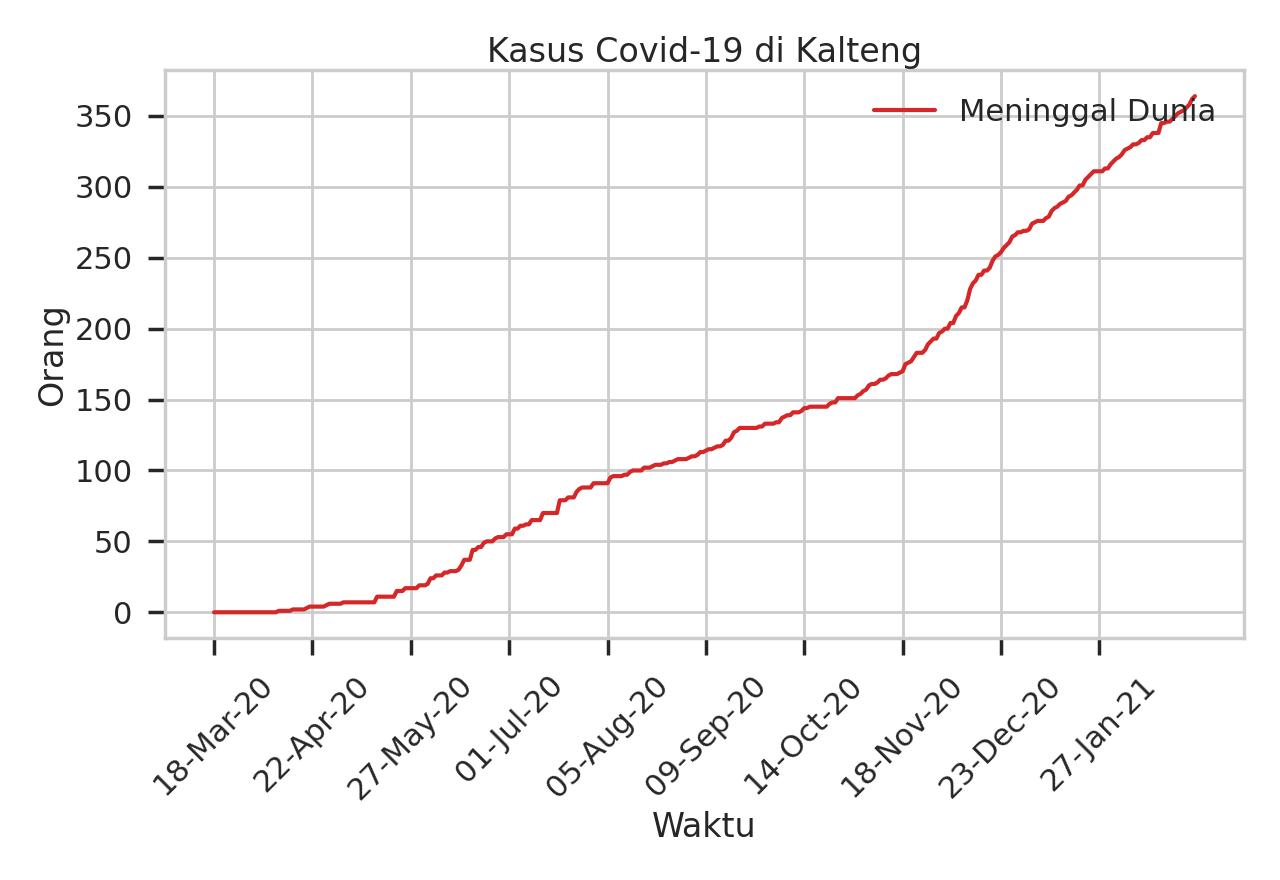 Kasus Covid-19 di Kalteng
Meninggal Dunia
Orang
350
300
250
200
150
100
50
0
18-Mar-20
22-Apr-20
27-May-20
01-Jul-20
05-Aug-20
09-Sep-20
14-Oct-20
18-Nov-20
23-Dec-20
27-Jan-21
Waktu